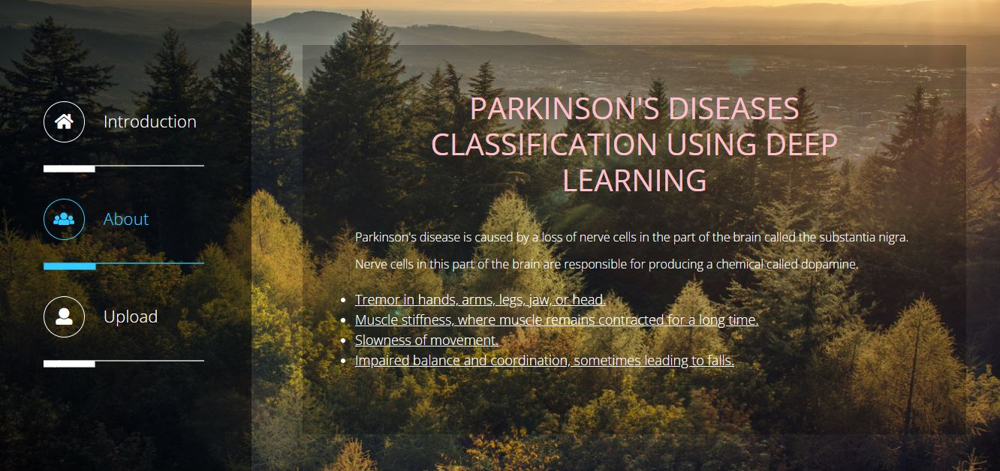 Introduction
About
Upload
PARKINSON'S DISEASES
CLASSIFICATION USING DEEP
LEARNING
Parkinson's disease is caused by a loss of nerve cells in the part of the brain called the substantia nigra.
Nerve cells in this part of the brain are responsible for producing a chemical called dopamine.
Tremor in hands, arms, legs, jaw, or head.
Muscle stiffness, where muscle remains contracted for a long time.
Slowness of movement.
Impaired balance and coordination, sometimes leading to falls.